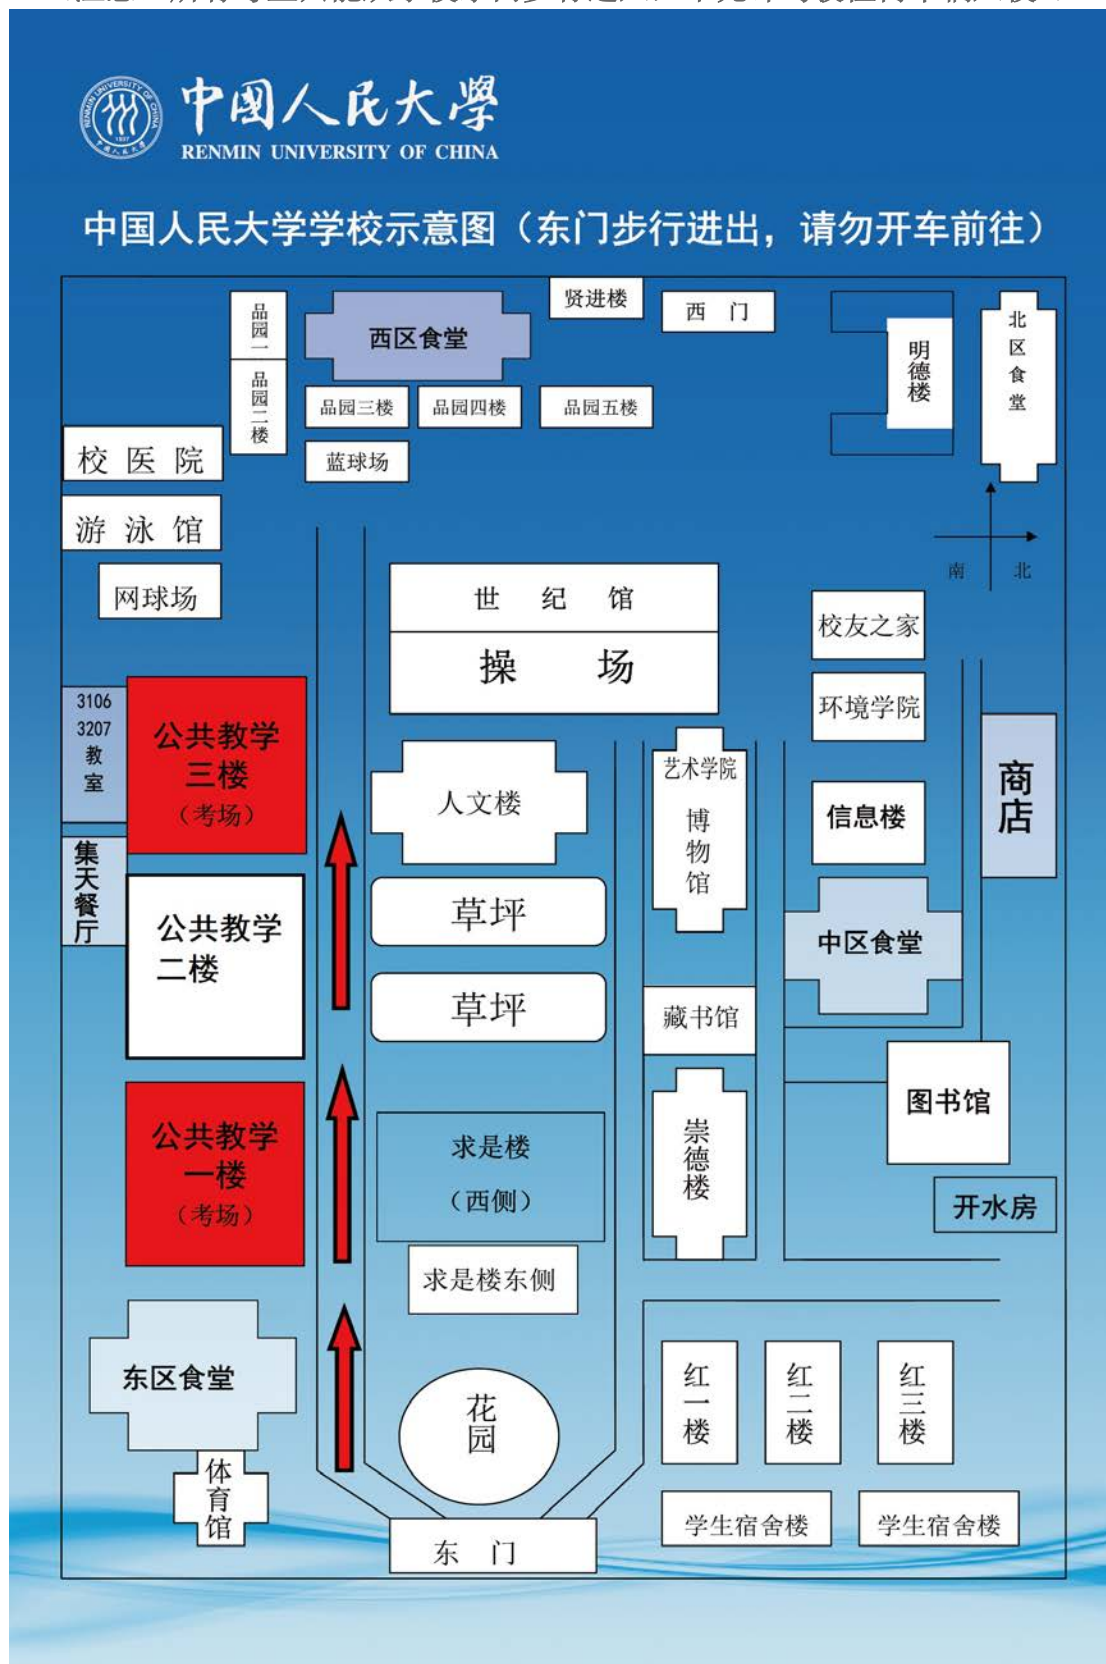 中國人民大學
RENMIN UNIVERSITY OF CHINA
中国人民大学学校示意图（东门步行进出，请勿开车前往）
品园一
品园二楼
西区食堂
贤进楼
西 门
明德楼
北区食堂
品园三楼
品园四楼
品园五楼
校医院
蓝球场
游泳馆
网球场
南
北
世纪馆
操场
校友之家
环境学院
3106
3207
教室
公共教学
三楼
（考场）
人文楼
艺术学院
博物馆
信息楼
商店
集天餐厅
公共教学
二楼
草坪
草坪
中区食堂
藏书馆
图书馆
公共教学
一楼
（考场）
求是楼
（西侧）
崇德楼
开水房
求是楼东侧
东区食堂
花园
红一楼
红二楼
红三楼
体育馆
东 门
学生宿舍楼
学生宿舍楼